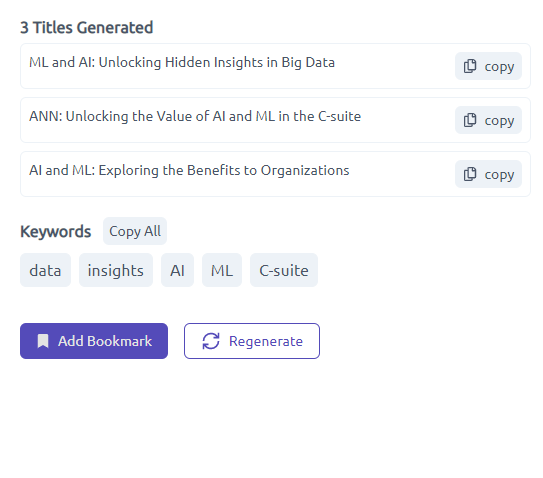 3 Titles Generated
ML and AI: Unlocking Hidden Insights in Big Data
copy
ANN: Unlocking the Value of AI and ML in the C-suite
copy
AI and ML: Exploring the Benefits to Organizations
copy
Keywords Copy All
data insights AI ML C-suite
Add Bookmark Regenerate